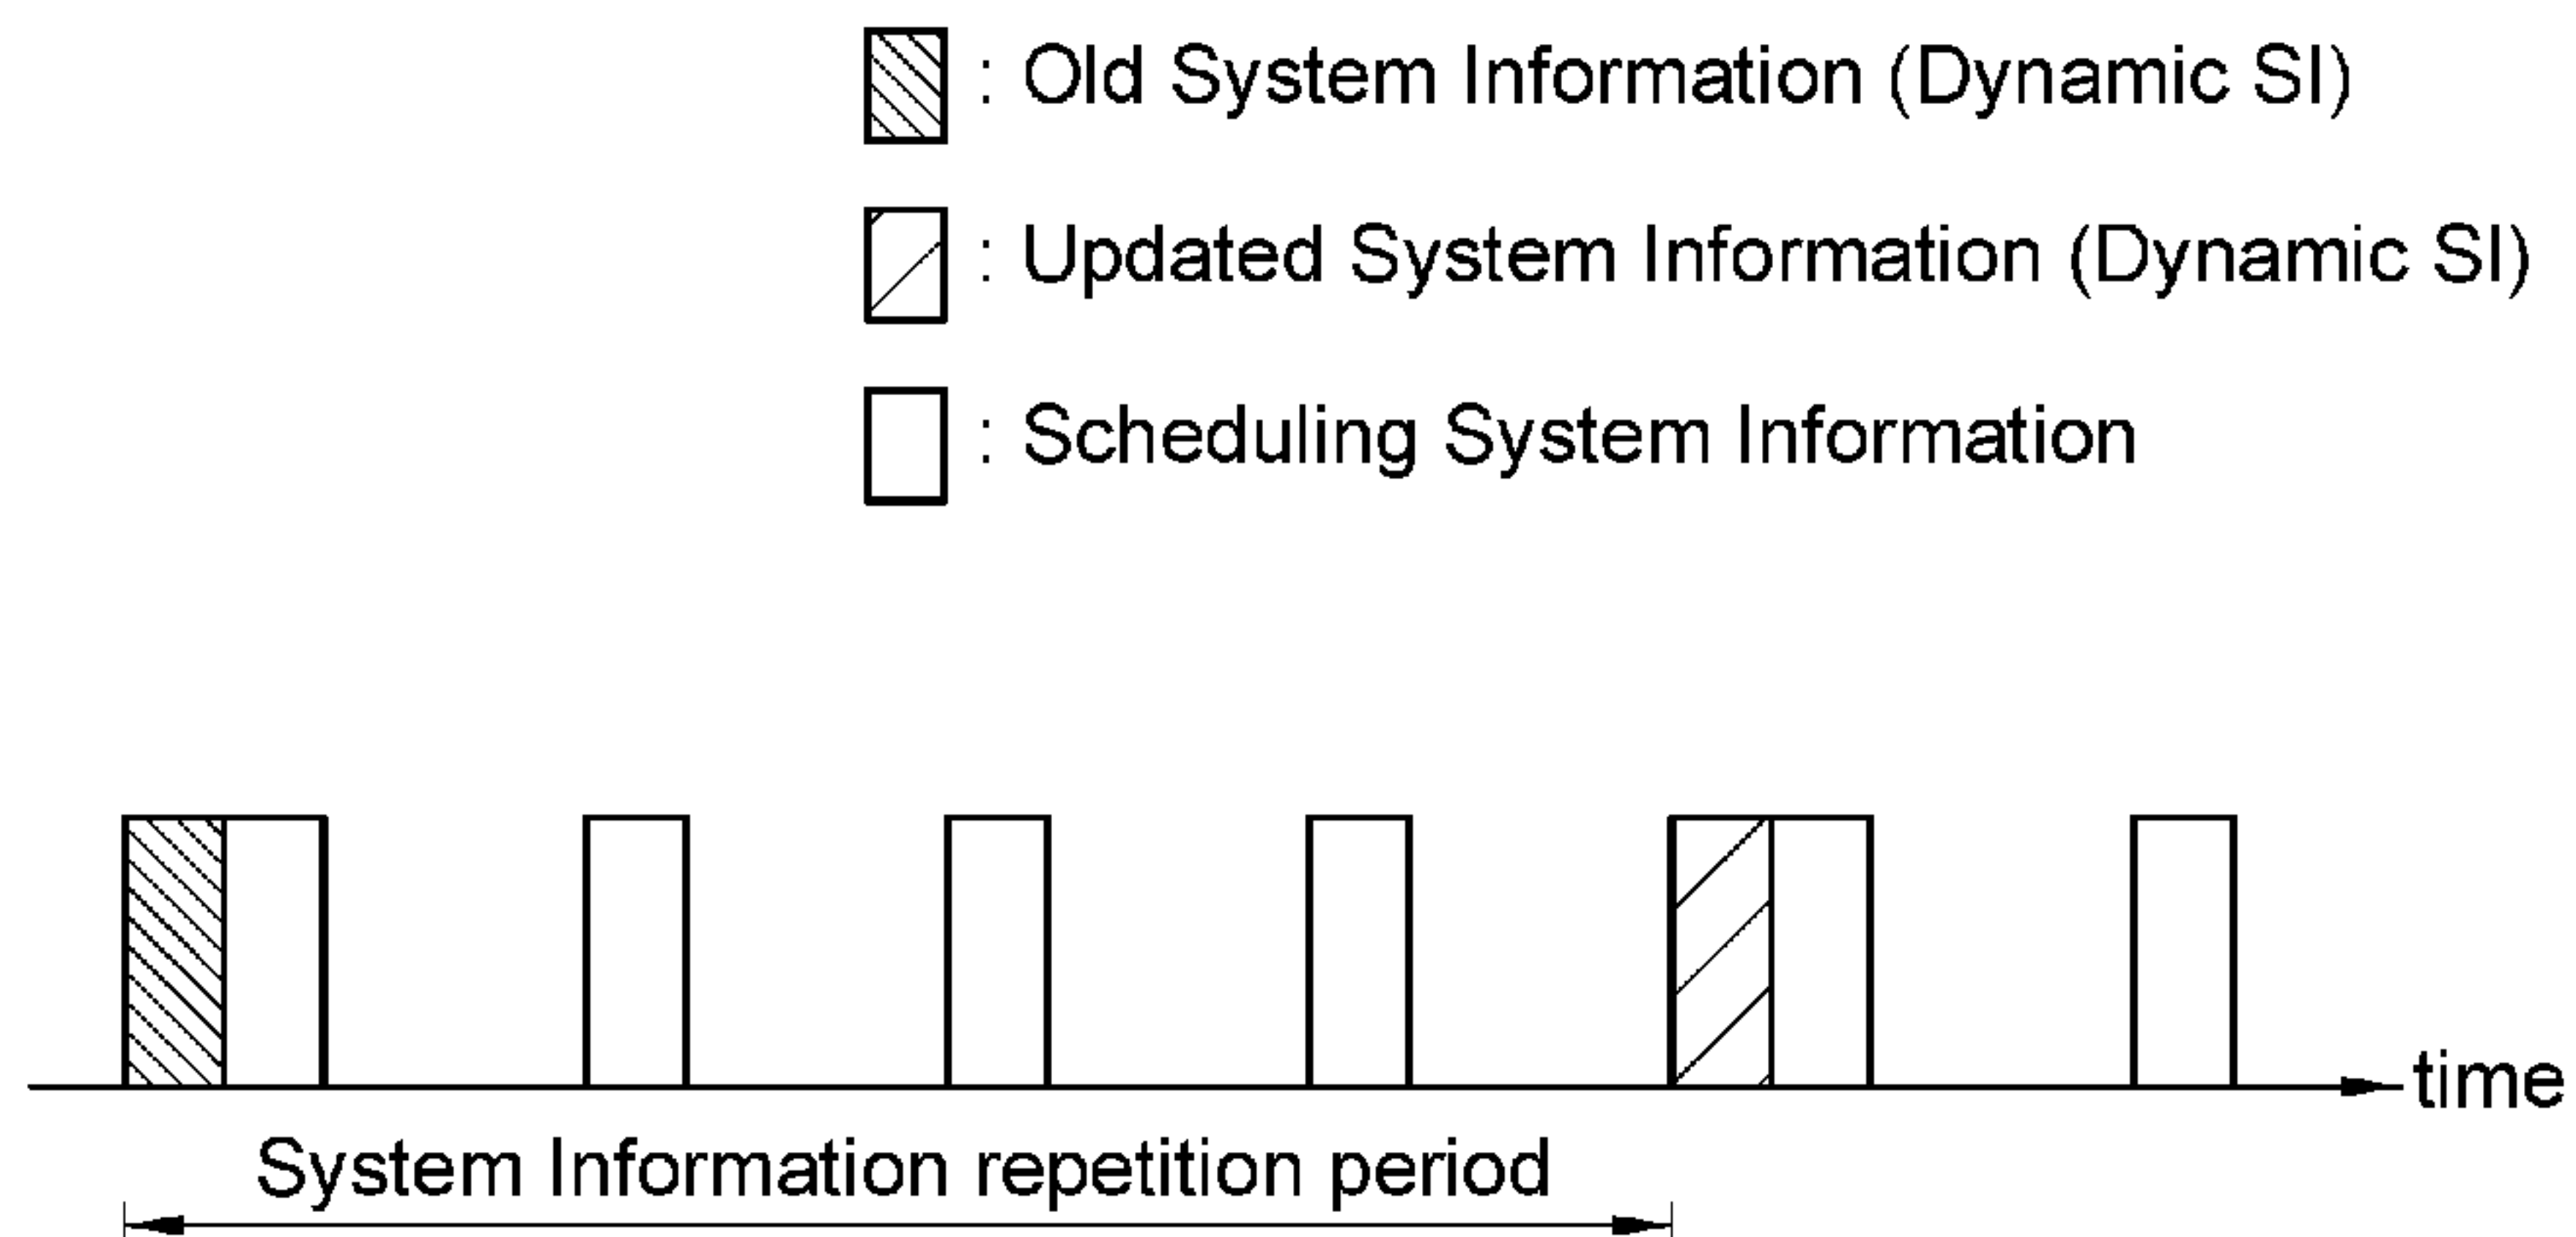 : Old System Information (Dynamic SI)
: Updated System Information (Dynamic SI)
: Scheduling System Information
time
System Information repetition period